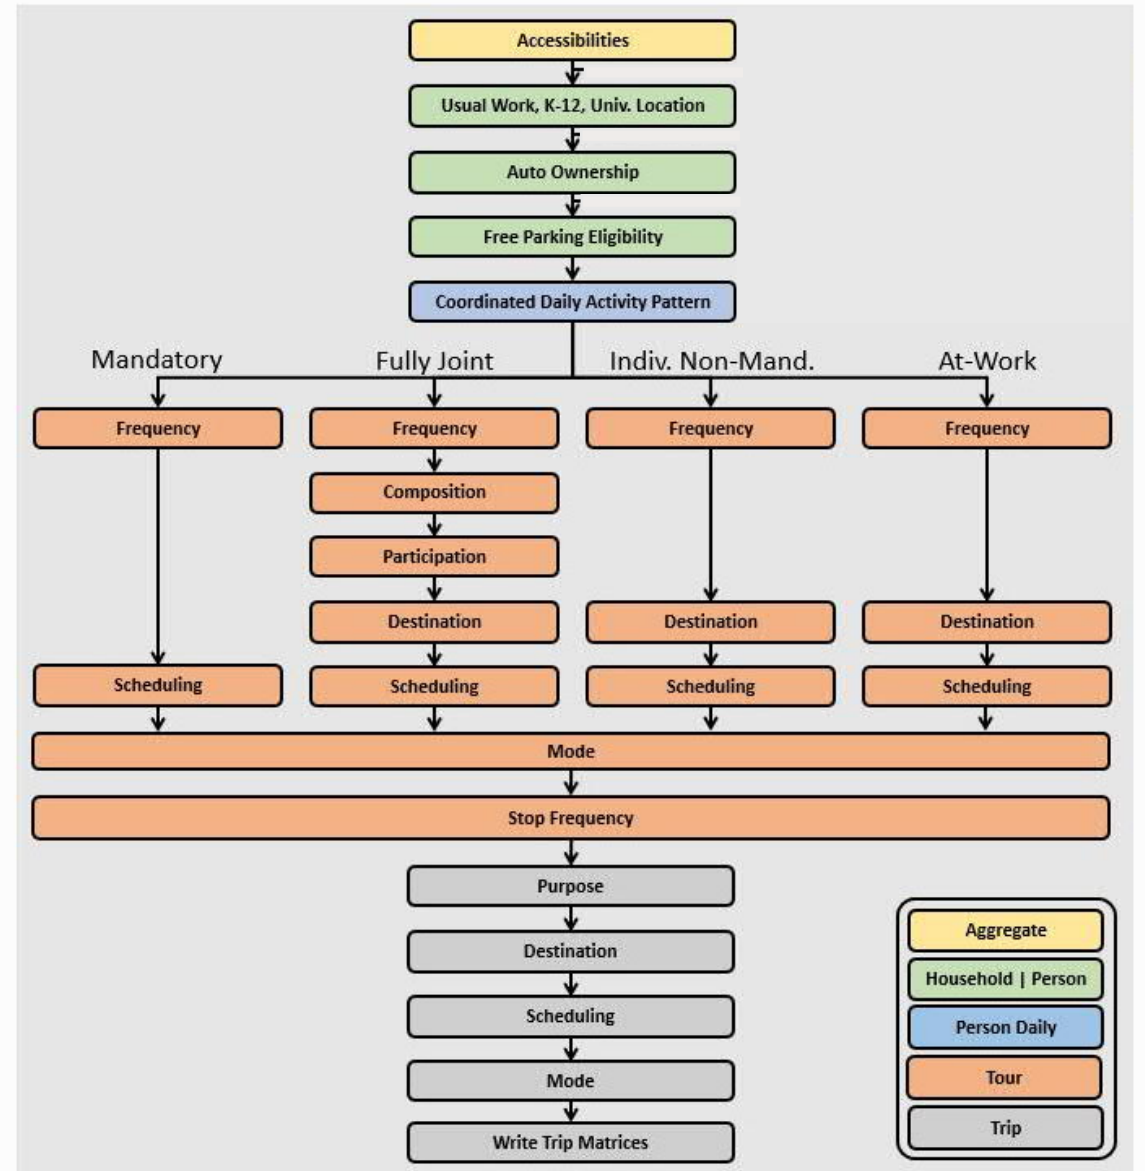 Accessibilities
Usual Work, K-12, Univ. Location
Auto Ownership
Free Parking Eligibility
Coordinated Daily Activity Pattern
Mandatory Fully Joint Indiv. Non-Mand. At-Work
Frequency Frequency Frequency Frequency
Composition
Participation
Destination Destination Destination
Scheduling Scheduling Scheduling Scheduling
Mode
Stop Frequency
Purpose
Destination
Scheduling
Mode
Write Trip Matrices
Aggregate
Household | Person
Person Daily
Tour
Trip